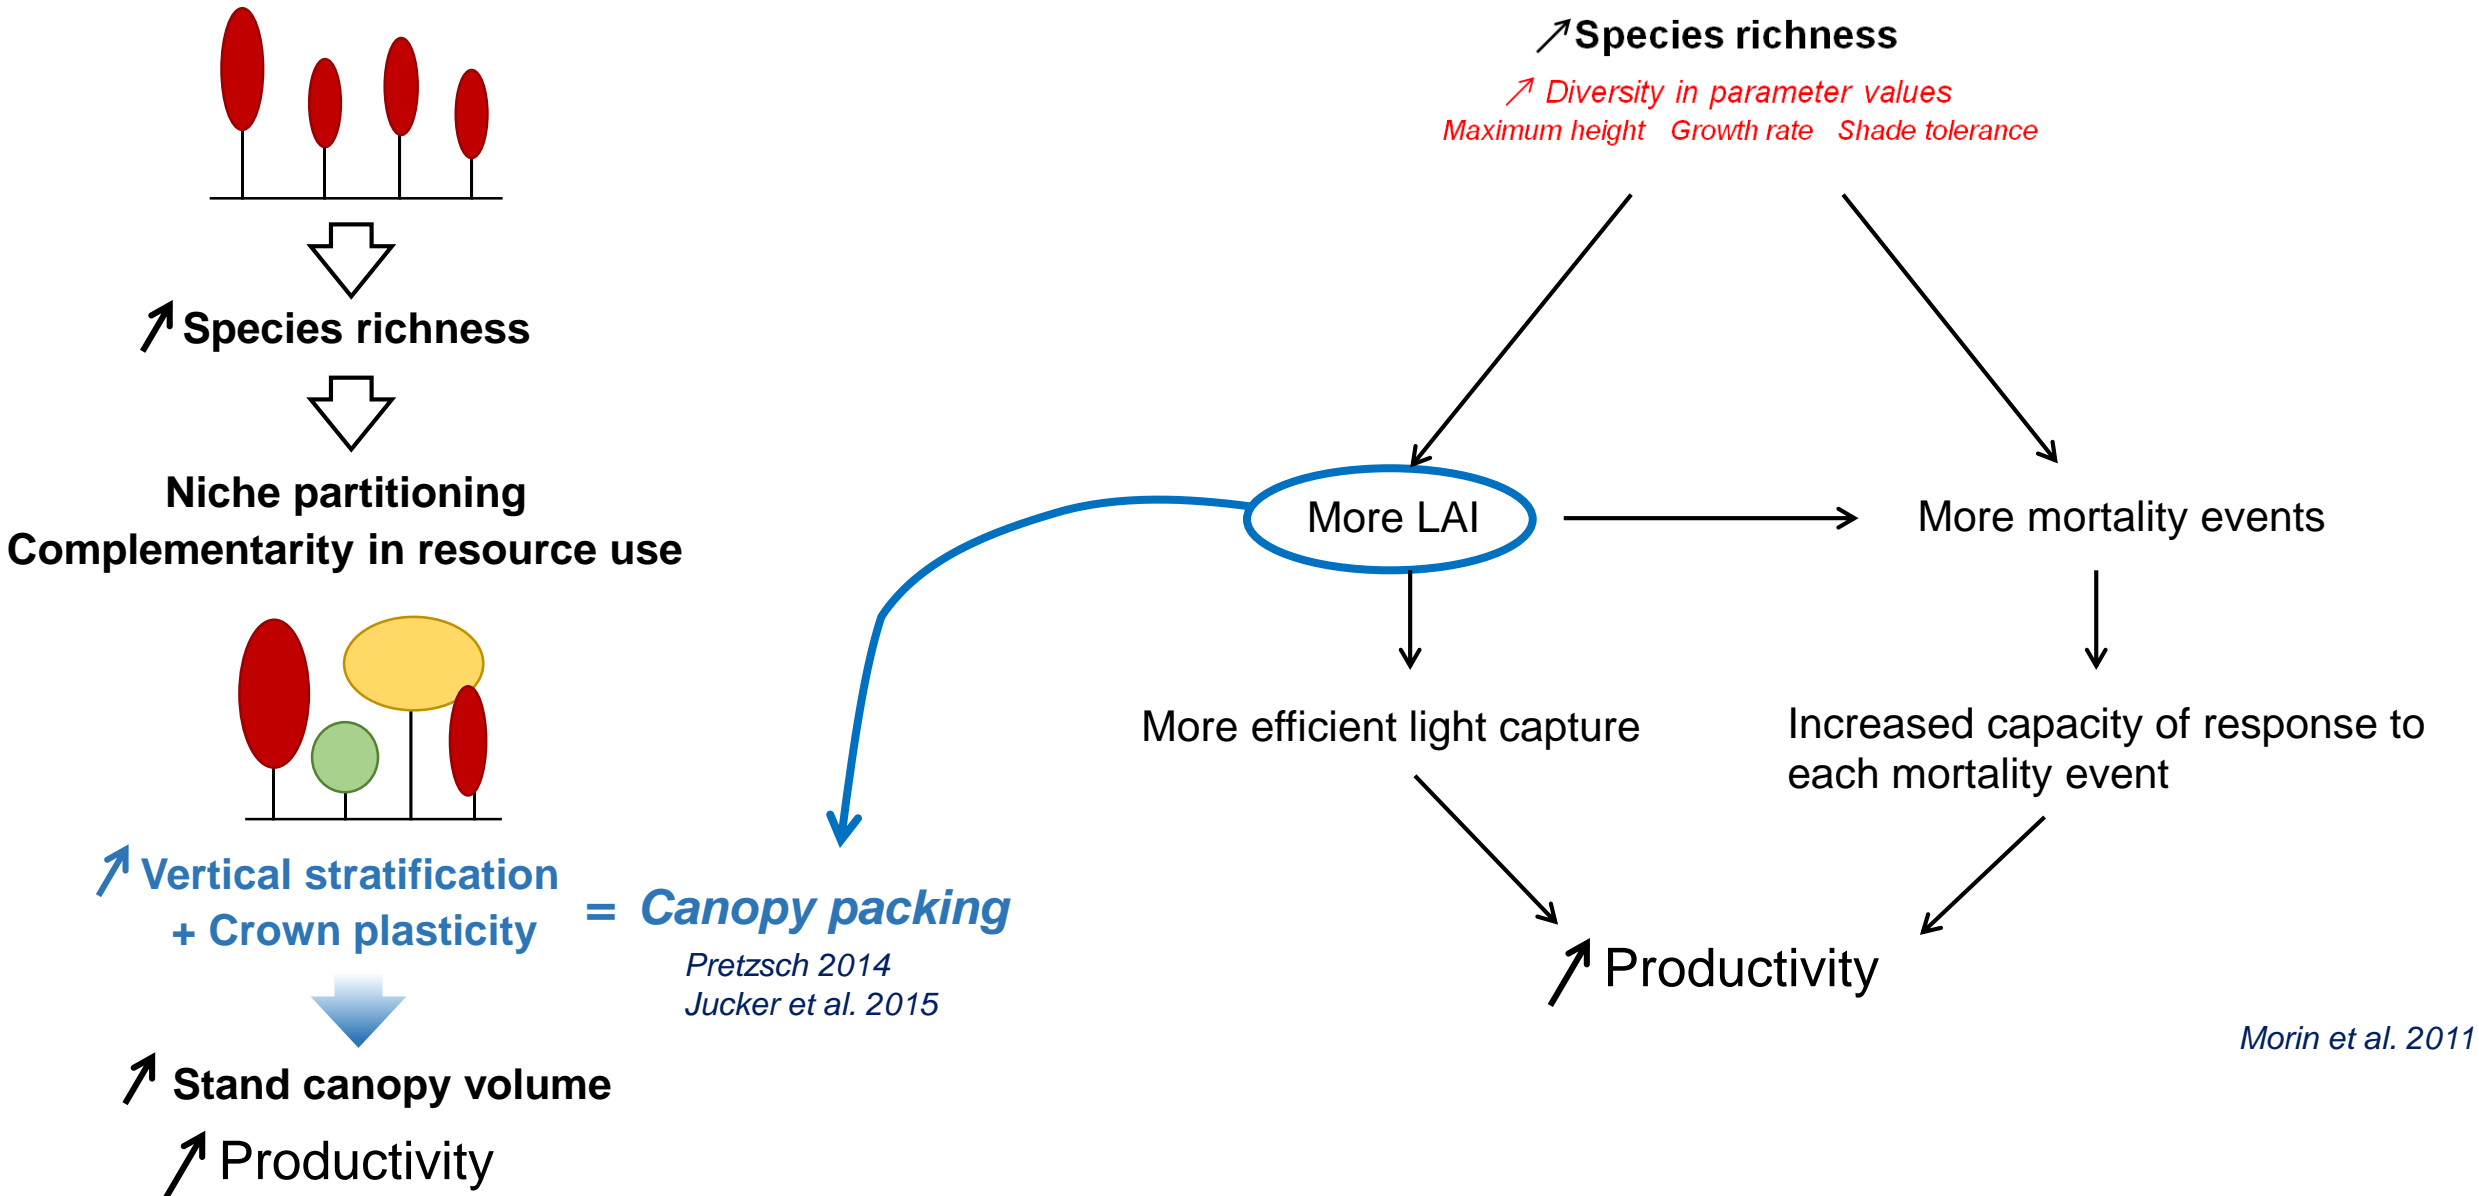 Species richness
Niche partitioning
Complementarity in resource use
Vertical stratification
+ Crown plasticity
= Canopy packing
Pretzsch 2014
Jucker et al. 2015
Stand canopy volume
Productivity
Species richness
Diversity in parameter values
Maximum height Growth rate Shade tolerance
More LAI
More mortality events
More efficient light capture
Increased capacity of response to
each mortality event
Productivity
Morin et al. 2011